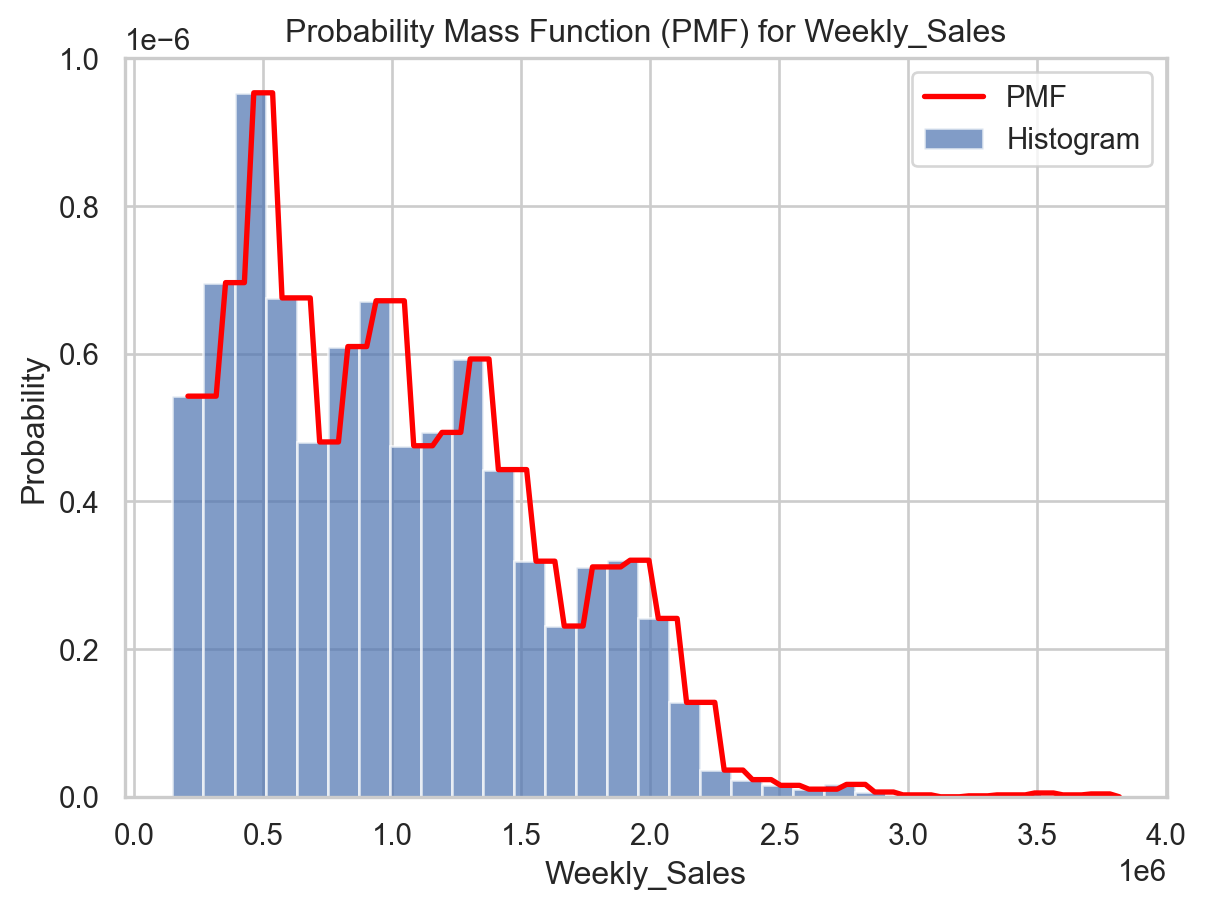 Probability Mass Function (PMF) for Weekly_Sales
1e−6
PMF
Histogram
1.0
0.8
0.6
0.4
0.2
0.0
Probability
0.0 0.5 1.0 1.5 2.0 2.5 3.0 3.5 4.0
1e6
Weekly_Sales